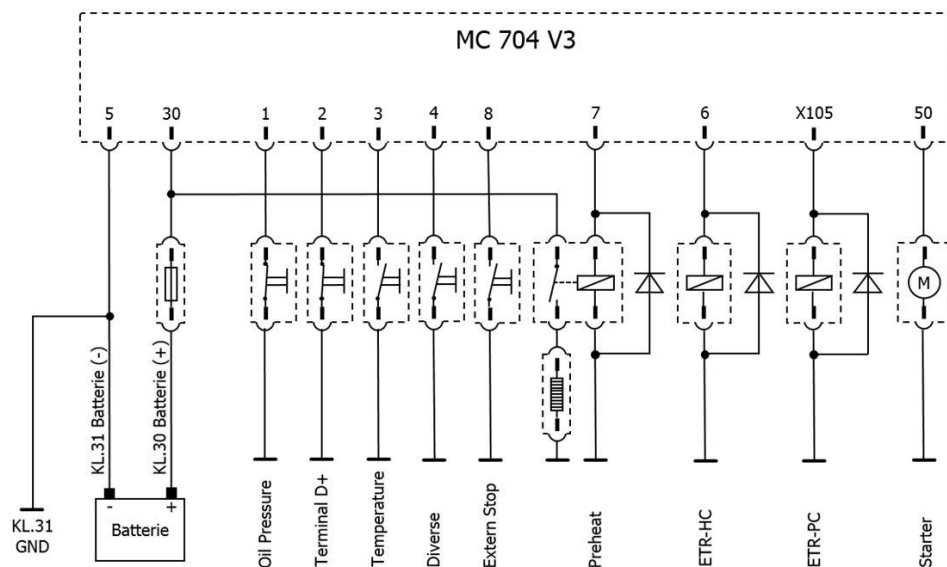 MC 704 V3
5 30 1 2 3 4 8 7 6 X105 50
M
KL.31 Batterie (-)
KL.30 Batterie (+)
- +
Batterie
KL.31
GND
Oil Pressure
Terminal D+
Temperature
Diverse
Extern Stop
Preheat
ETR-HC
ETR-PC
Starter